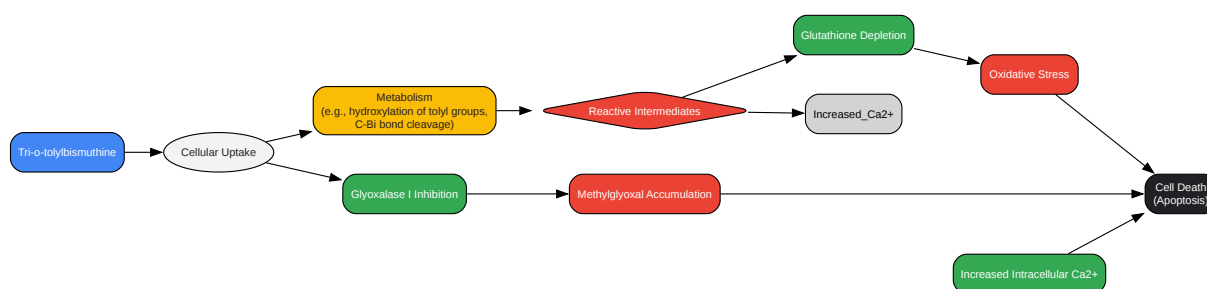 Tri-o-tolylbismuthine
Cellular Uptake
Metabolism
(e.g., hydroxylation of tolyl groups,
C-Bi bond cleavage)
Glyoxalase I Inhibition
Reactive Intermediates
Methylglyoxal Accumulation
Glutathione Depletion
Increased_Ca2+
Oxidative Stress
Cell Death
(Apoptosis)
Increased Intracellular Ca2+